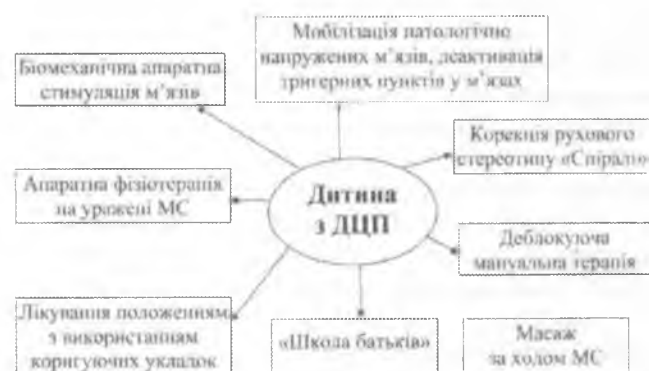 Біомеханічна апаратна
стимуляція м’язів
Мобілізація патологічно
напружених м’язів, деактивація
тригерних пунктів у м’язах
Корекція рухового
стереотипу «Спіраль»
Апаратна фізіотерапія
на уражені МС
Дитина
з ДЦП
Деблокуюча
мануальна терапія
Лікування положенням
з використанням
коригуючих укладок
«Школа батьків»
Масаж
за ходом МС